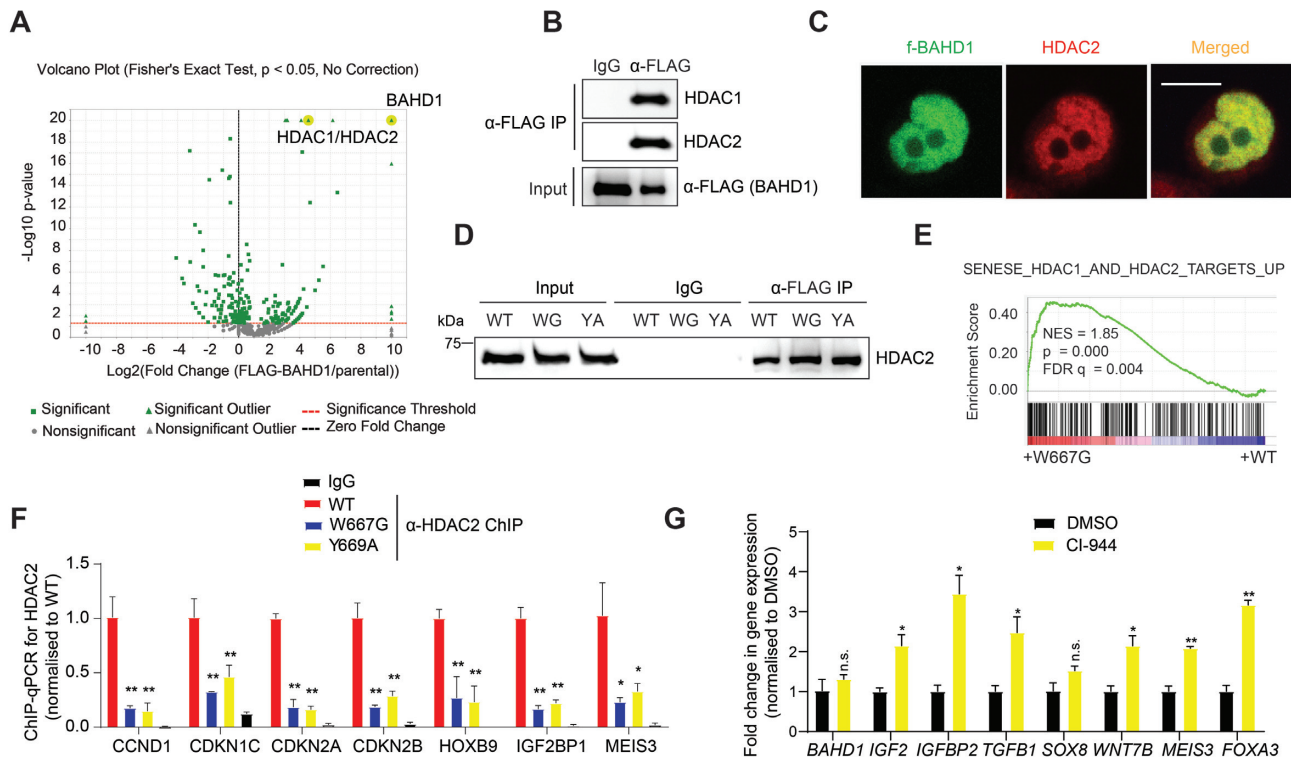 A
Volcano Plot (Fisher's Exact Test, p < 0.05, No Correction)
BAHD1
HDAC1/HDAC2
-Log10 p-value
20
18
16
14
12
10
8
6
4
2
0
-10 -8 -6 -4 -2 0 2 4 6 8 10
Log2(Fold Change (FLAG-BAHD1/parental))
Significant
Significant Outlier
Significance Threshold
Nonsignificant
Nonsignificant Outlier
Zero Fold Change
B
IgG α-FLAG
α-FLAG IP
HDAC1
HDAC2
Input
α-FLAG (BAHD1)
C
f-BAHD1 HDAC2 Merged
D
Input IgG α-FLAG IP
kDa WT WG YA WT WG YA WT WG YA
75
HDAC2
E
SENESE_HDAC1_AND_HDAC2_TARGETS_UP
Enrichment Score
0.40
0.20
0.00
NES = 1.85
p = 0.000
FDR q = 0.004
+W667G +WT
F
IgG
WT
W667G
Y669A
α-HDAC2 ChIP
ChIP-qPCR for HDAC2
(normalised to WT)
1.5
1.0
0.5
0.0
** ** ** ** ** ** ** ** ** ** ** ** * *
CCND1 CDKN1C CDKN2A CDKN2B HOXB9 IGF2BP1 MEIS3
G
DMSO
CI-944
Fold change in gene expression
(normalised to DMSO)
5
4
3
2
1
0
n.s. * * * n.s. * ** **
BAHD1 IGF2 IGFBP2 TGFB1 SOX8 WNT7B MEIS3 FOXA3